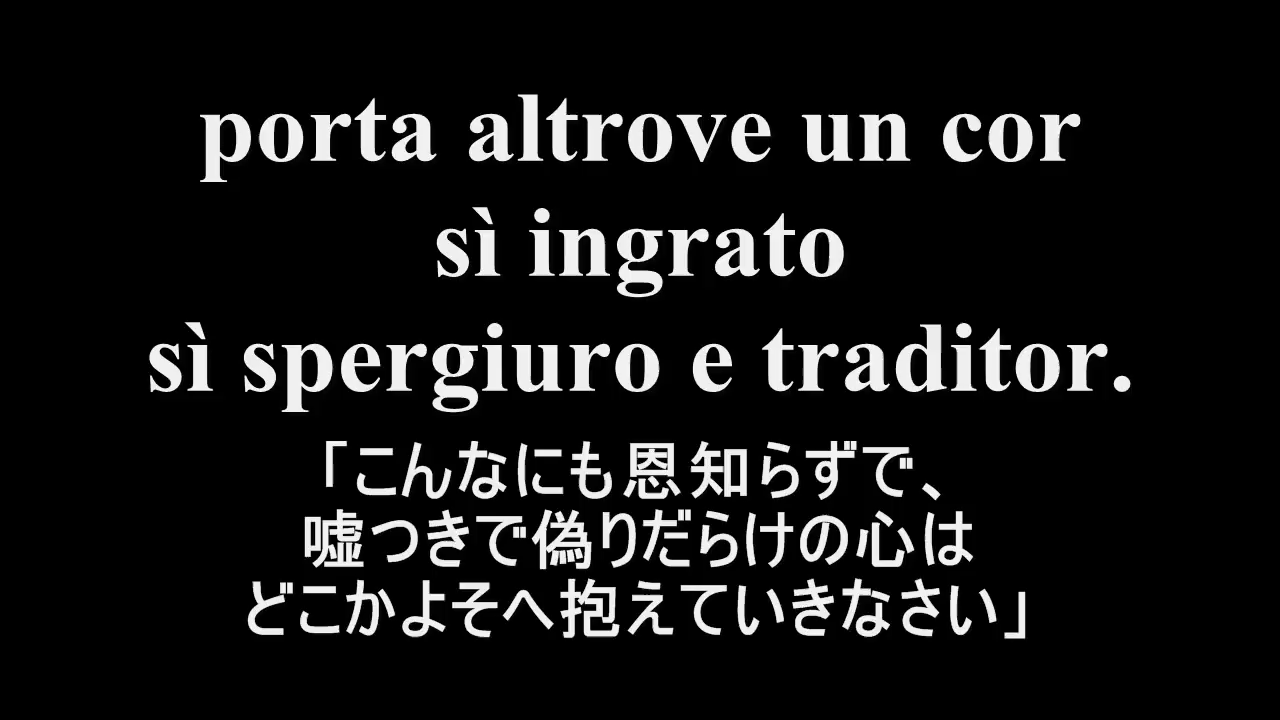 porta altrove un cor
sì ingrato
sì spergiuro e traditor.
「こんなにも恩知らずで、
嘘つきで偽りだらけの心は
どこかよそへ抱えていきなさい」